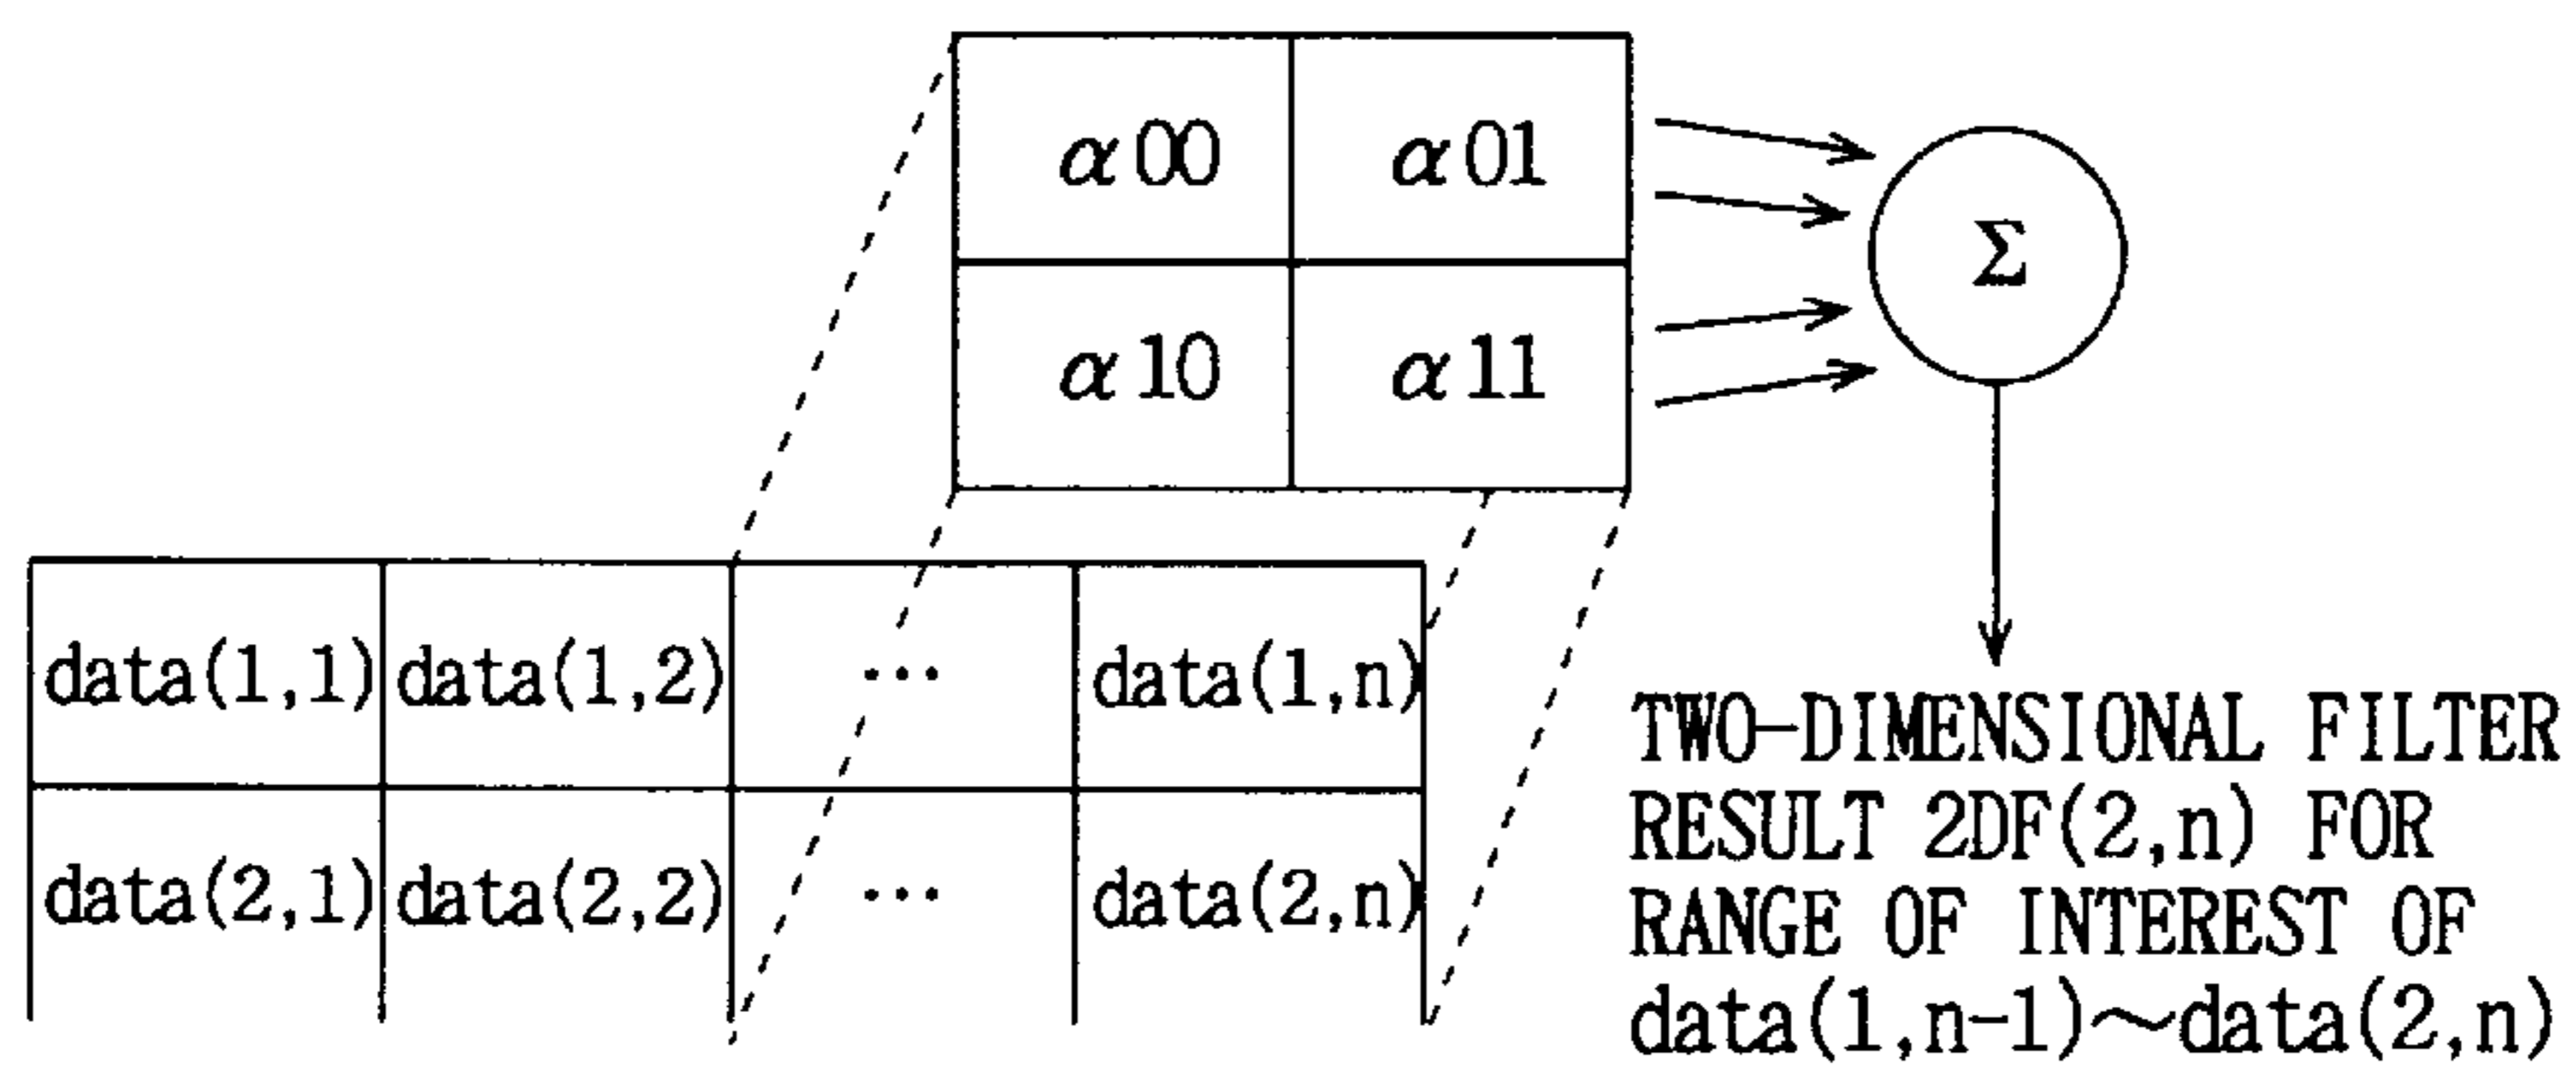 α00 α01
Σ
α10 α11
data(1,1) data(1,2) ··· data(1,n)
data(2,1) data(2,2) ··· data(2,n)
TWO-DIMENSIONAL FILTER
RESULT 2DF(2,n) FOR
RANGE OF INTEREST OF
data(1,n-1)～data(2,n)